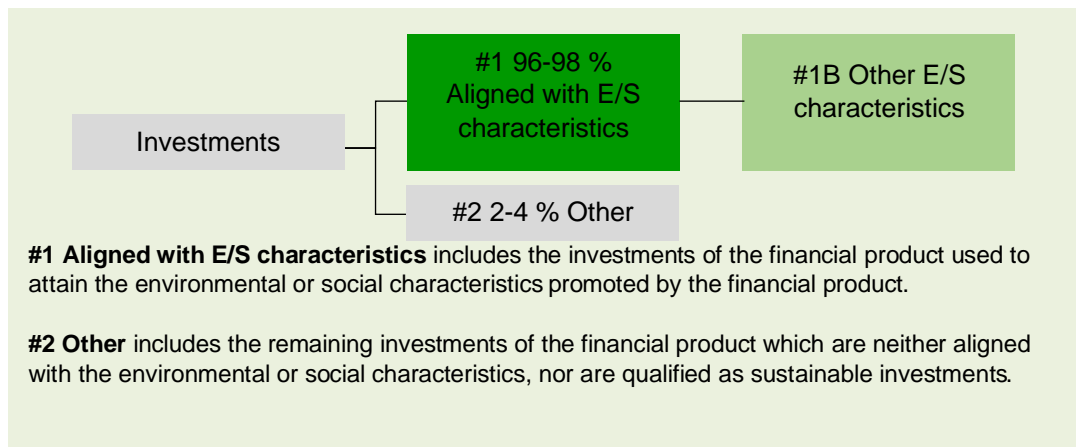 #1 96-98 %
Aligned with E/S
characteristics
#1B Other E/S
characteristics
Investments
#2 2-4 % Other
#1 Aligned with E/S characteristics includes the investments of the financial product used to
attain the environmental or social characteristics promoted by the financial product.
#2 Other includes the remaining investments of the financial product which are neither aligned
with the environmental or social characteristics, nor are qualified as sustainable investments.